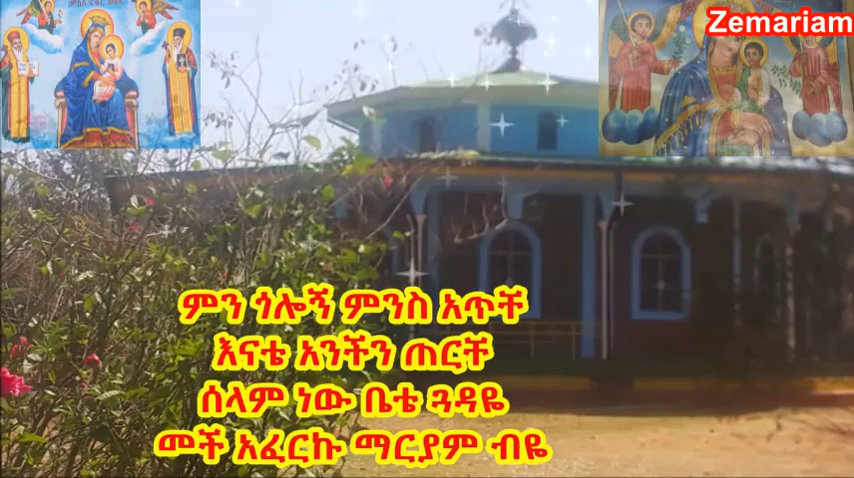 Zemariam
ምን ጎሎኝ ምንስ አጥቸ
እናቴ አንችን ጠርቸ
ሰላም ነው ቤቴ ጓዳዬ
መች አፈርኩ ማርያም ብዬ